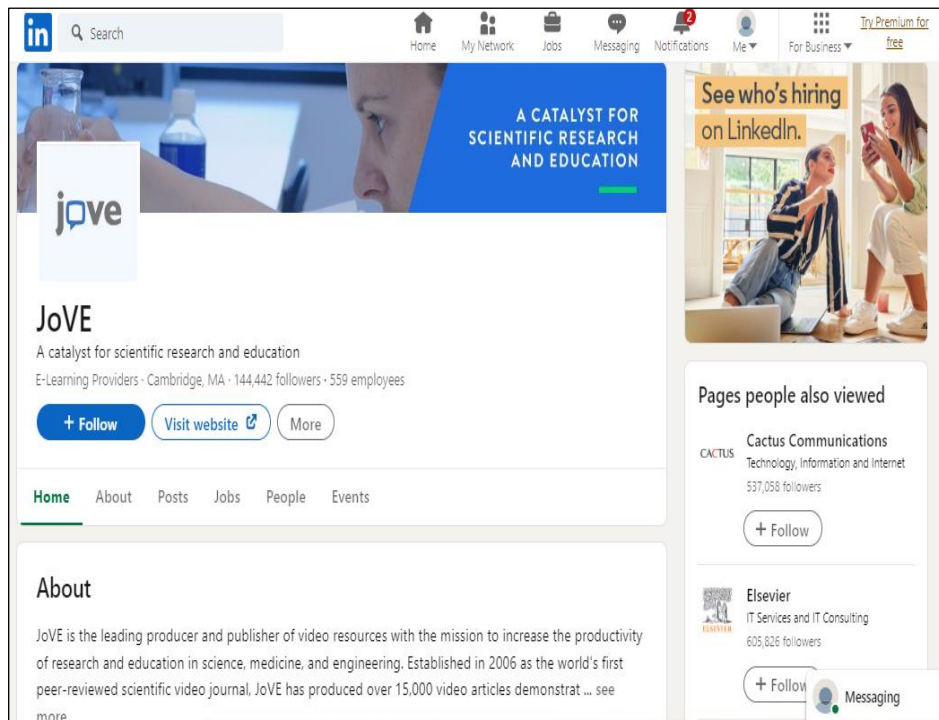 in
Search
Home
My Network
Jobs
Messaging
2
Notifications
Me
For Business
Try Premium for
free
A CATALYST FOR
SCIENTIFIC RESEARCH
AND EDUCATION
jove
JoVE
A catalyst for scientific research and education
E-Learning Providers · Cambridge, MA · 144,442 followers · 559 employees
+ Follow
Visit website
More
Home
About
Posts
Jobs
People
Events
About
JoVE is the leading producer and publisher of video resources with the mission to increase the productivity
of research and education in science, medicine, and engineering. Established in 2006 as the world's first
peer-reviewed scientific video journal, JoVE has produced over 15,000 video articles demonstrat ... see
more
See who's hiring
on LinkedIn.
Pages people also viewed
CACTUS
Cactus Communications
Technology, Information and Internet
537,058 followers
+ Follow
ELSEVIER
Elsevier
IT Services and IT Consulting
605,826 followers
+ Follow
Messaging